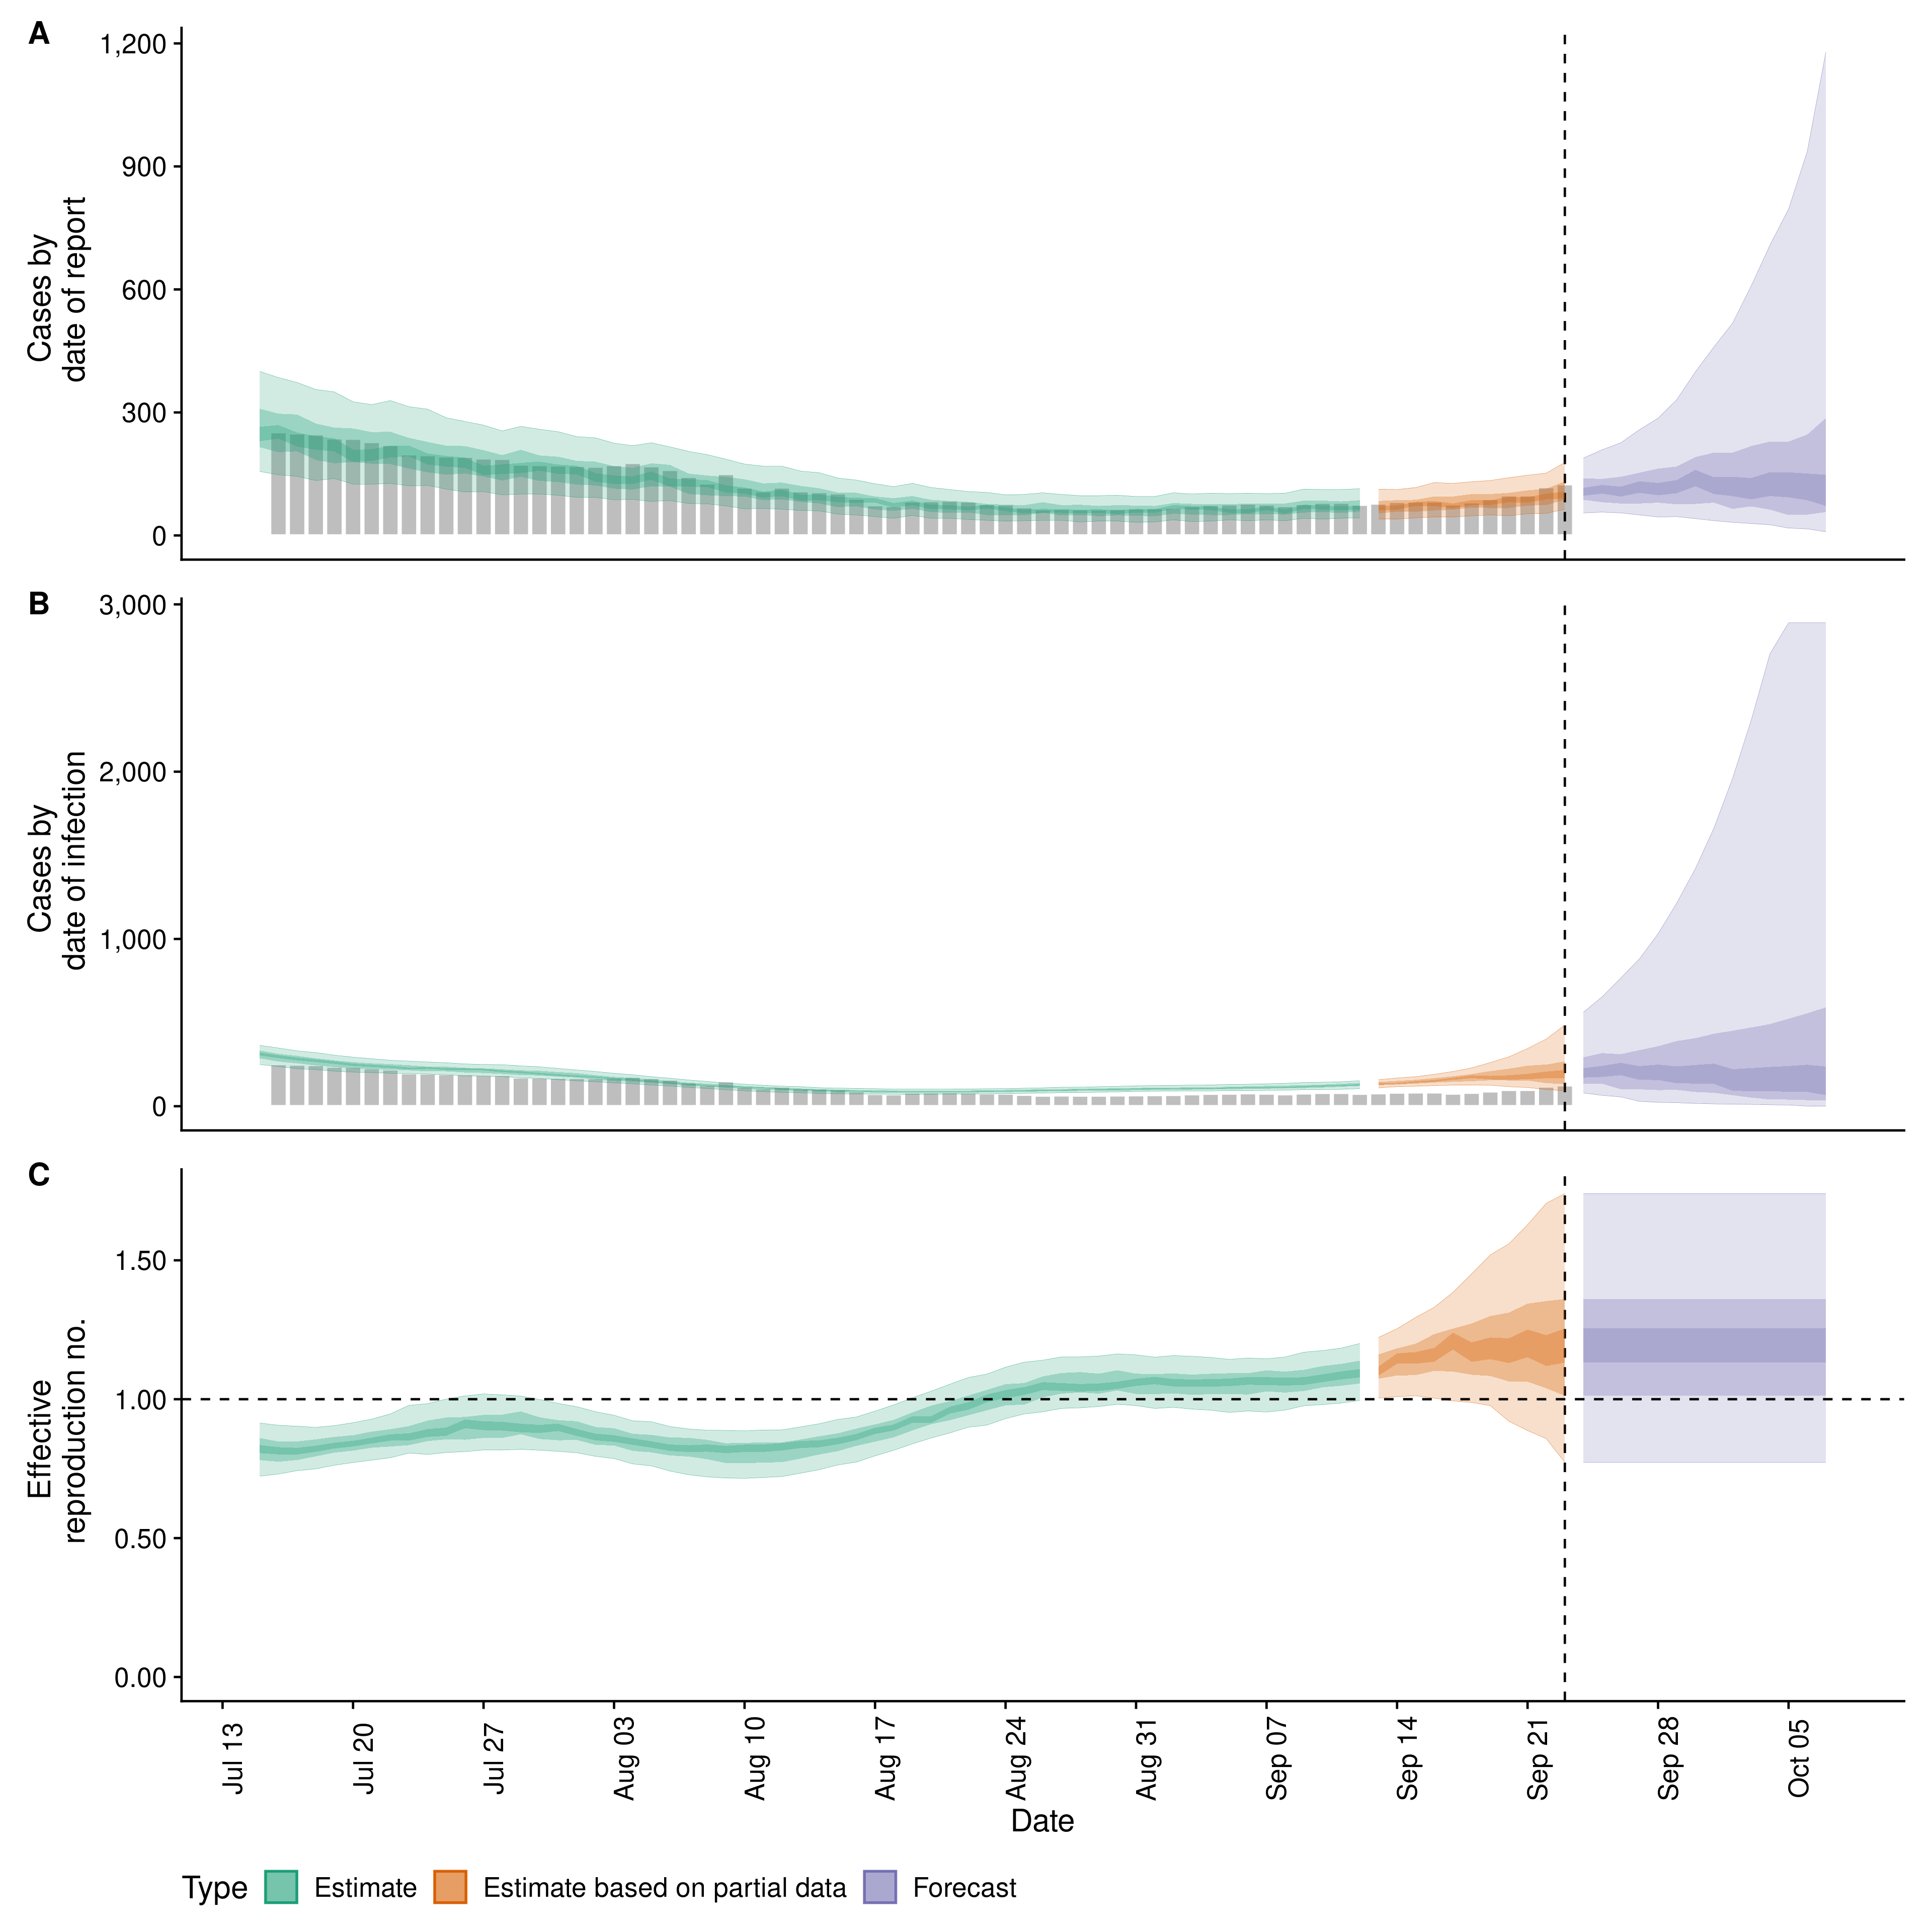 A
1,200
900
600
300
0
Cases by
date of report
B
3,000
2,000
1,000
0
Cases by
date of infection
C
1.50
1.00
0.50
0.00
Effective
reproduction no.
Jul 13
Jul 20
Jul 27
Aug 03
Aug 10
Aug 17
Aug 24
Aug 31
Sep 07
Sep 14
Sep 21
Sep 28
Oct 05
Date
Type Estimate Estimate based on partial data Forecast